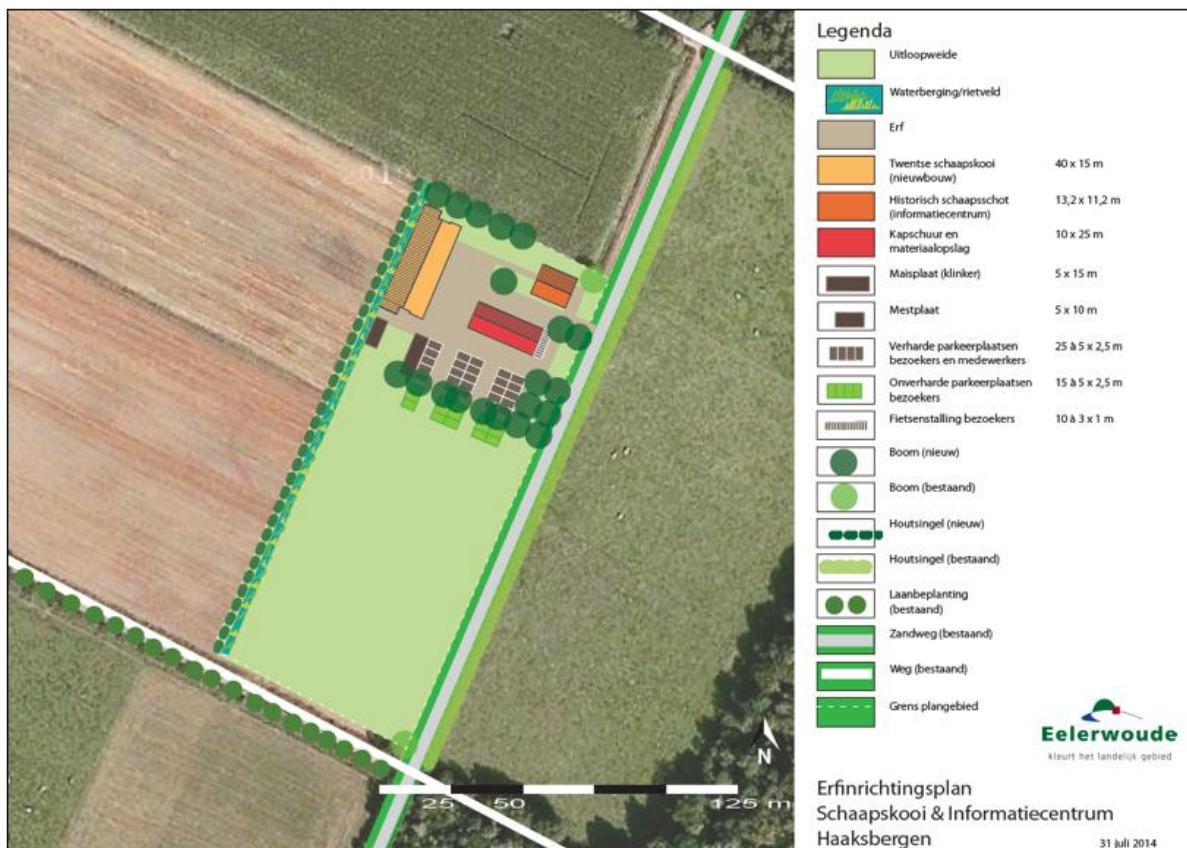 Legenda
Uitloopweide
Waterberging/rietveld
Erf
Twentse schaapskooi 40 x 15 m
(nieuwbouw)
Historisch schaapsschot 13,2 x 11,2 m
(informatiecentrum)
Kapschuur en 10 x 25 m
materiaalopslag
Maisplaat (klinker) 5 x 15 m
Mestplaat 5 x 10 m
Verharde parkeerplaatsen 25 à 5 x 2,5 m
bezoekers en medewerkers
Onverharde parkeerplaatsen 15 à 5 x 2,5 m
bezoekers
Fietsenstalling bezoekers 10 à 3 x 1 m
Boom (nieuw)
Boom (bestaand)
Houtsingel (nieuw)
Houtsingel (bestaand)
Laanbeplanting
(bestaand)
Zandweg (bestaand)
Weg (bestaand)
Grens plangebied
N
25 50 125 m
Eelerwoude
kleurt het landelijk gebied
Erfinrichtingsplan
Schaapskooi & Informatiecentrum
Haaksbergen 31 juli 2014